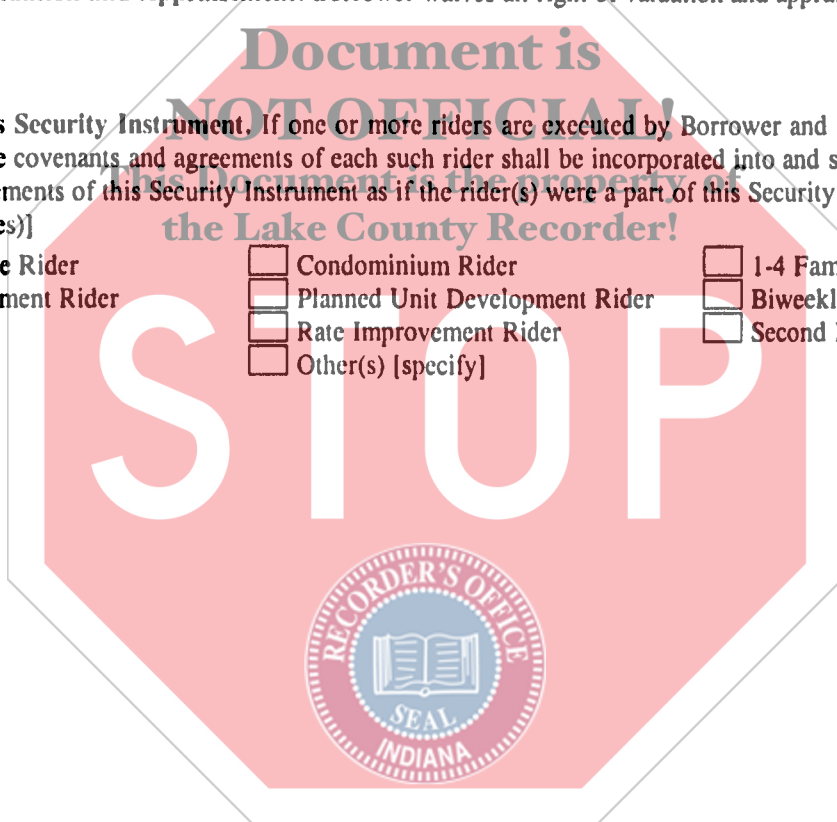 Document is
NOT OFFICIAL!
s Security Instrument. If one or more riders are executed by Borrower and
e covenants and agreements of each such rider shall be incorporated into and s
This Document is the property of
ments of this Security Instrument as if the rider(s) were a part of this Security
the Lake County Recorder!
es)]
e Rider Condominium Rider 1-4 Fam
ment Rider Planned Unit Development Rider Biweekl
Rate Improvement Rider Second
Other(s) [specify]
STOP
RECORDER'S OFFICE
SEAL
INDIANA